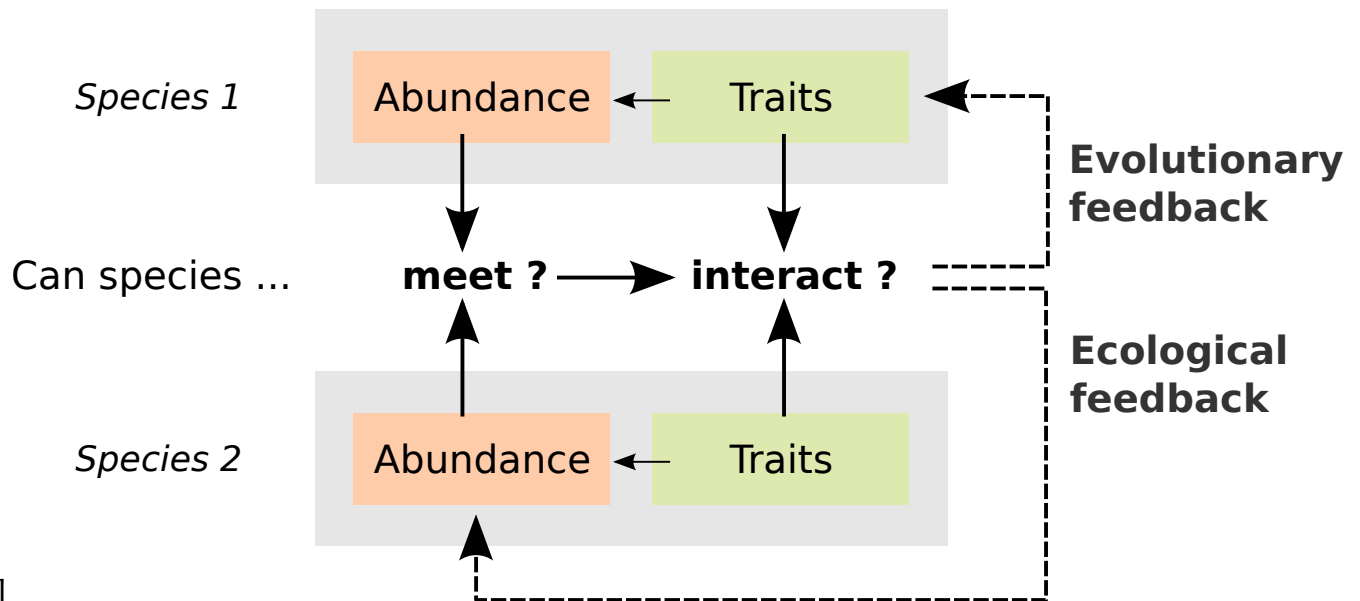 Species 1
Abundance
Traits
Evolutionary
feedback
Can species ...
meet ?
interact ?
Ecological
feedback
Species 2
Abundance
Traits